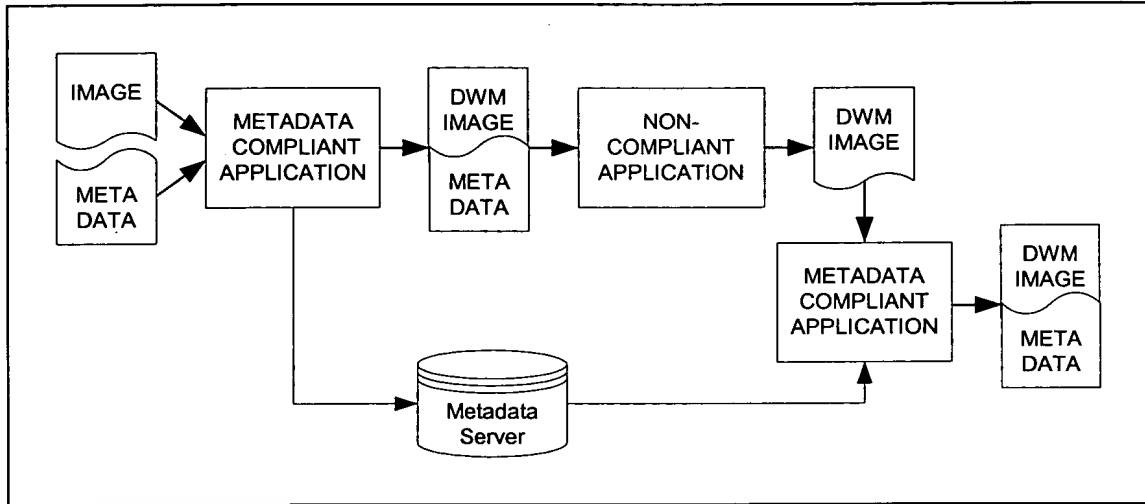 IMAGE
META
DATA
METADATA
COMPLIANT
APPLICATION
DWM
IMAGE
META
DATA
NON-
COMPLIANT
APPLICATION
DWM
IMAGE
METADATA
COMPLIANT
APPLICATION
DWM
IMAGE
META
DATA
Metadata
Server